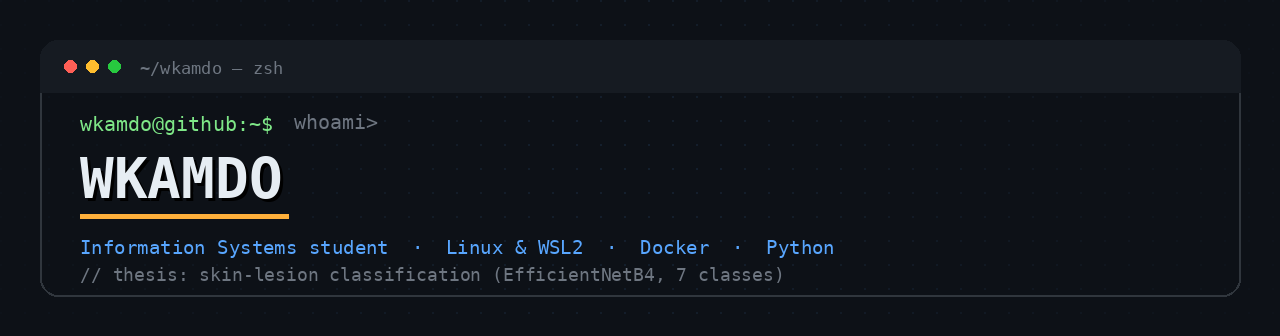 ~/wkamdo — zsh
wkamdo@github:~$ whoami>
WKAMDO
Information Systems student · Linux & WSL2 · Docker · Python
// thesis: skin-lesion classification (EfficientNetB4, 7 classes)